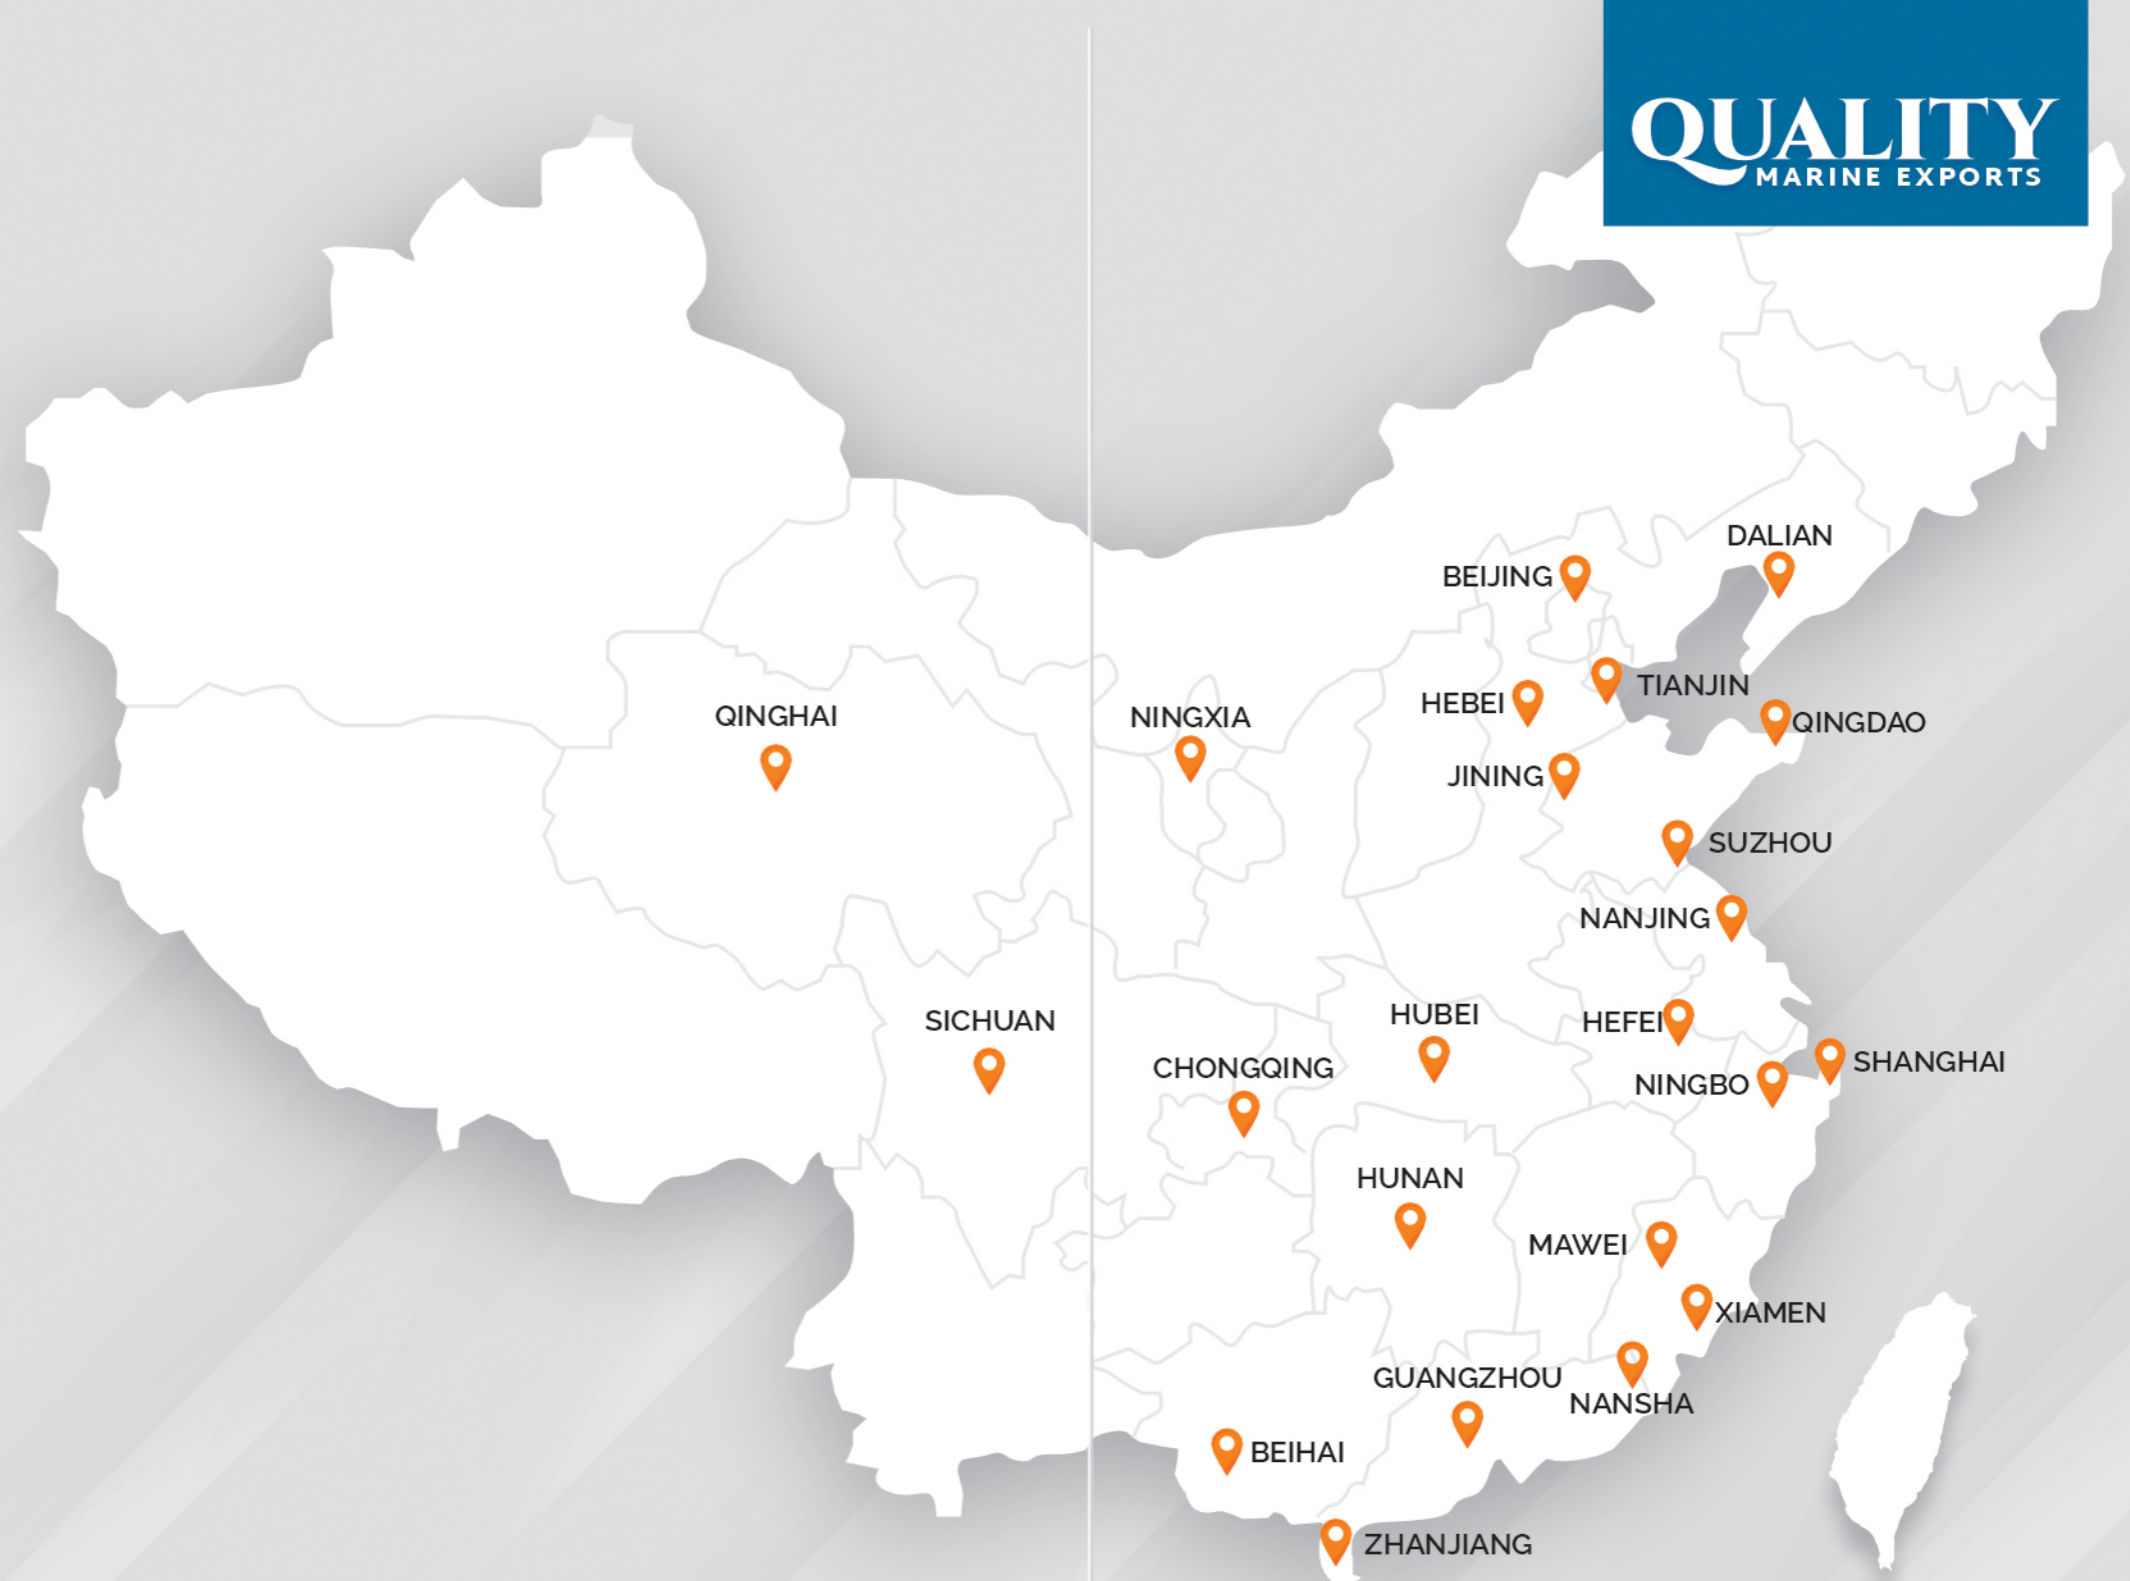 QUALITY
MARINE EXPORTS
DALIAN
BEIJING
TIANJIN
HEBEI
QINGDAO
QINGHAI
NINGXIA
JINING
SUZHOU
NANJING
HUBEI
SICHUAN
HEFEI
SHANGHAI
CHONGQING
NINGBO
HUNAN
MAWEI
XIAMEN
GUANGZHOU
NANSHA
BEIHAI
ZHANJIANG